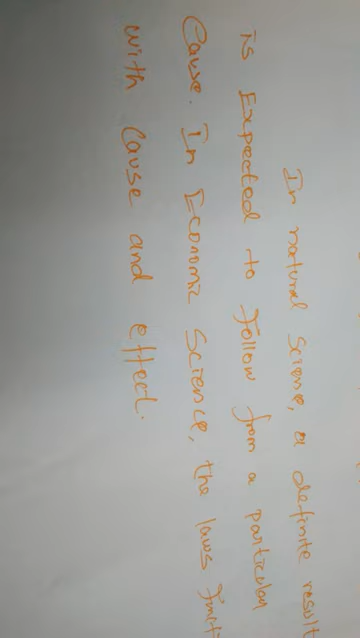 In natural Science, a definite result
is Expected to follow from a particular
Cause. In Economic Science, the laws
with Cause and effect.